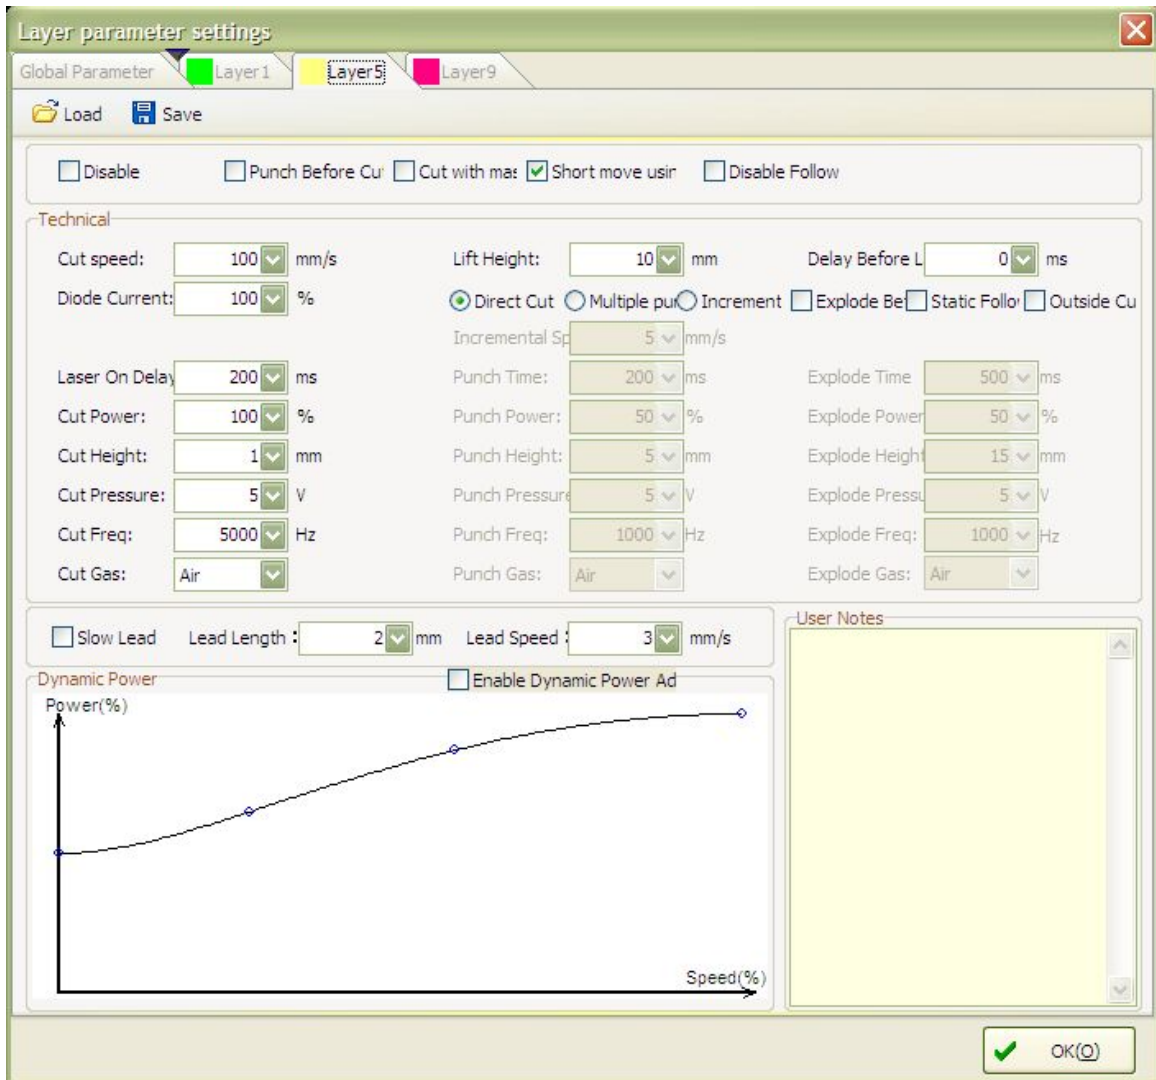 Layer parameter settings
Global Parameter Layer1 Layer5 Layer9
Load Save
Disable Punch Before Cu Cut with mas Short move usin Disable Follow
Technical
Cut speed: 100 mm/s Lift Height: 10 mm Delay Before L 0 ms
Diode Current: 100 % Direct Cut Multiple pun Increment Explode Bef Static Follow Outside Cu
Incremental Sp 5 mm/s
Laser On Delay 200 ms Punch Time: 200 ms Explode Time 500 ms
Cut Power: 100 % Punch Power: 50 % Explode Power 50 %
Cut Height: 1 mm Punch Height: 5 mm Explode Height 15 mm
Cut Pressure: 5 V Punch Pressure 5 V Explode Pressu 5 V
Cut Freq: 5000 Hz Punch Freq: 1000 Hz Explode Freq: 1000 Hz
Cut Gas: Air Punch Gas: Air Explode Gas: Air
Slow Lead Lead Length : 2 mm Lead Speed : 3 mm/s
User Notes
Dynamic Power Enable Dynamic Power Ad
Power(%)
Speed(%)
OK(O)